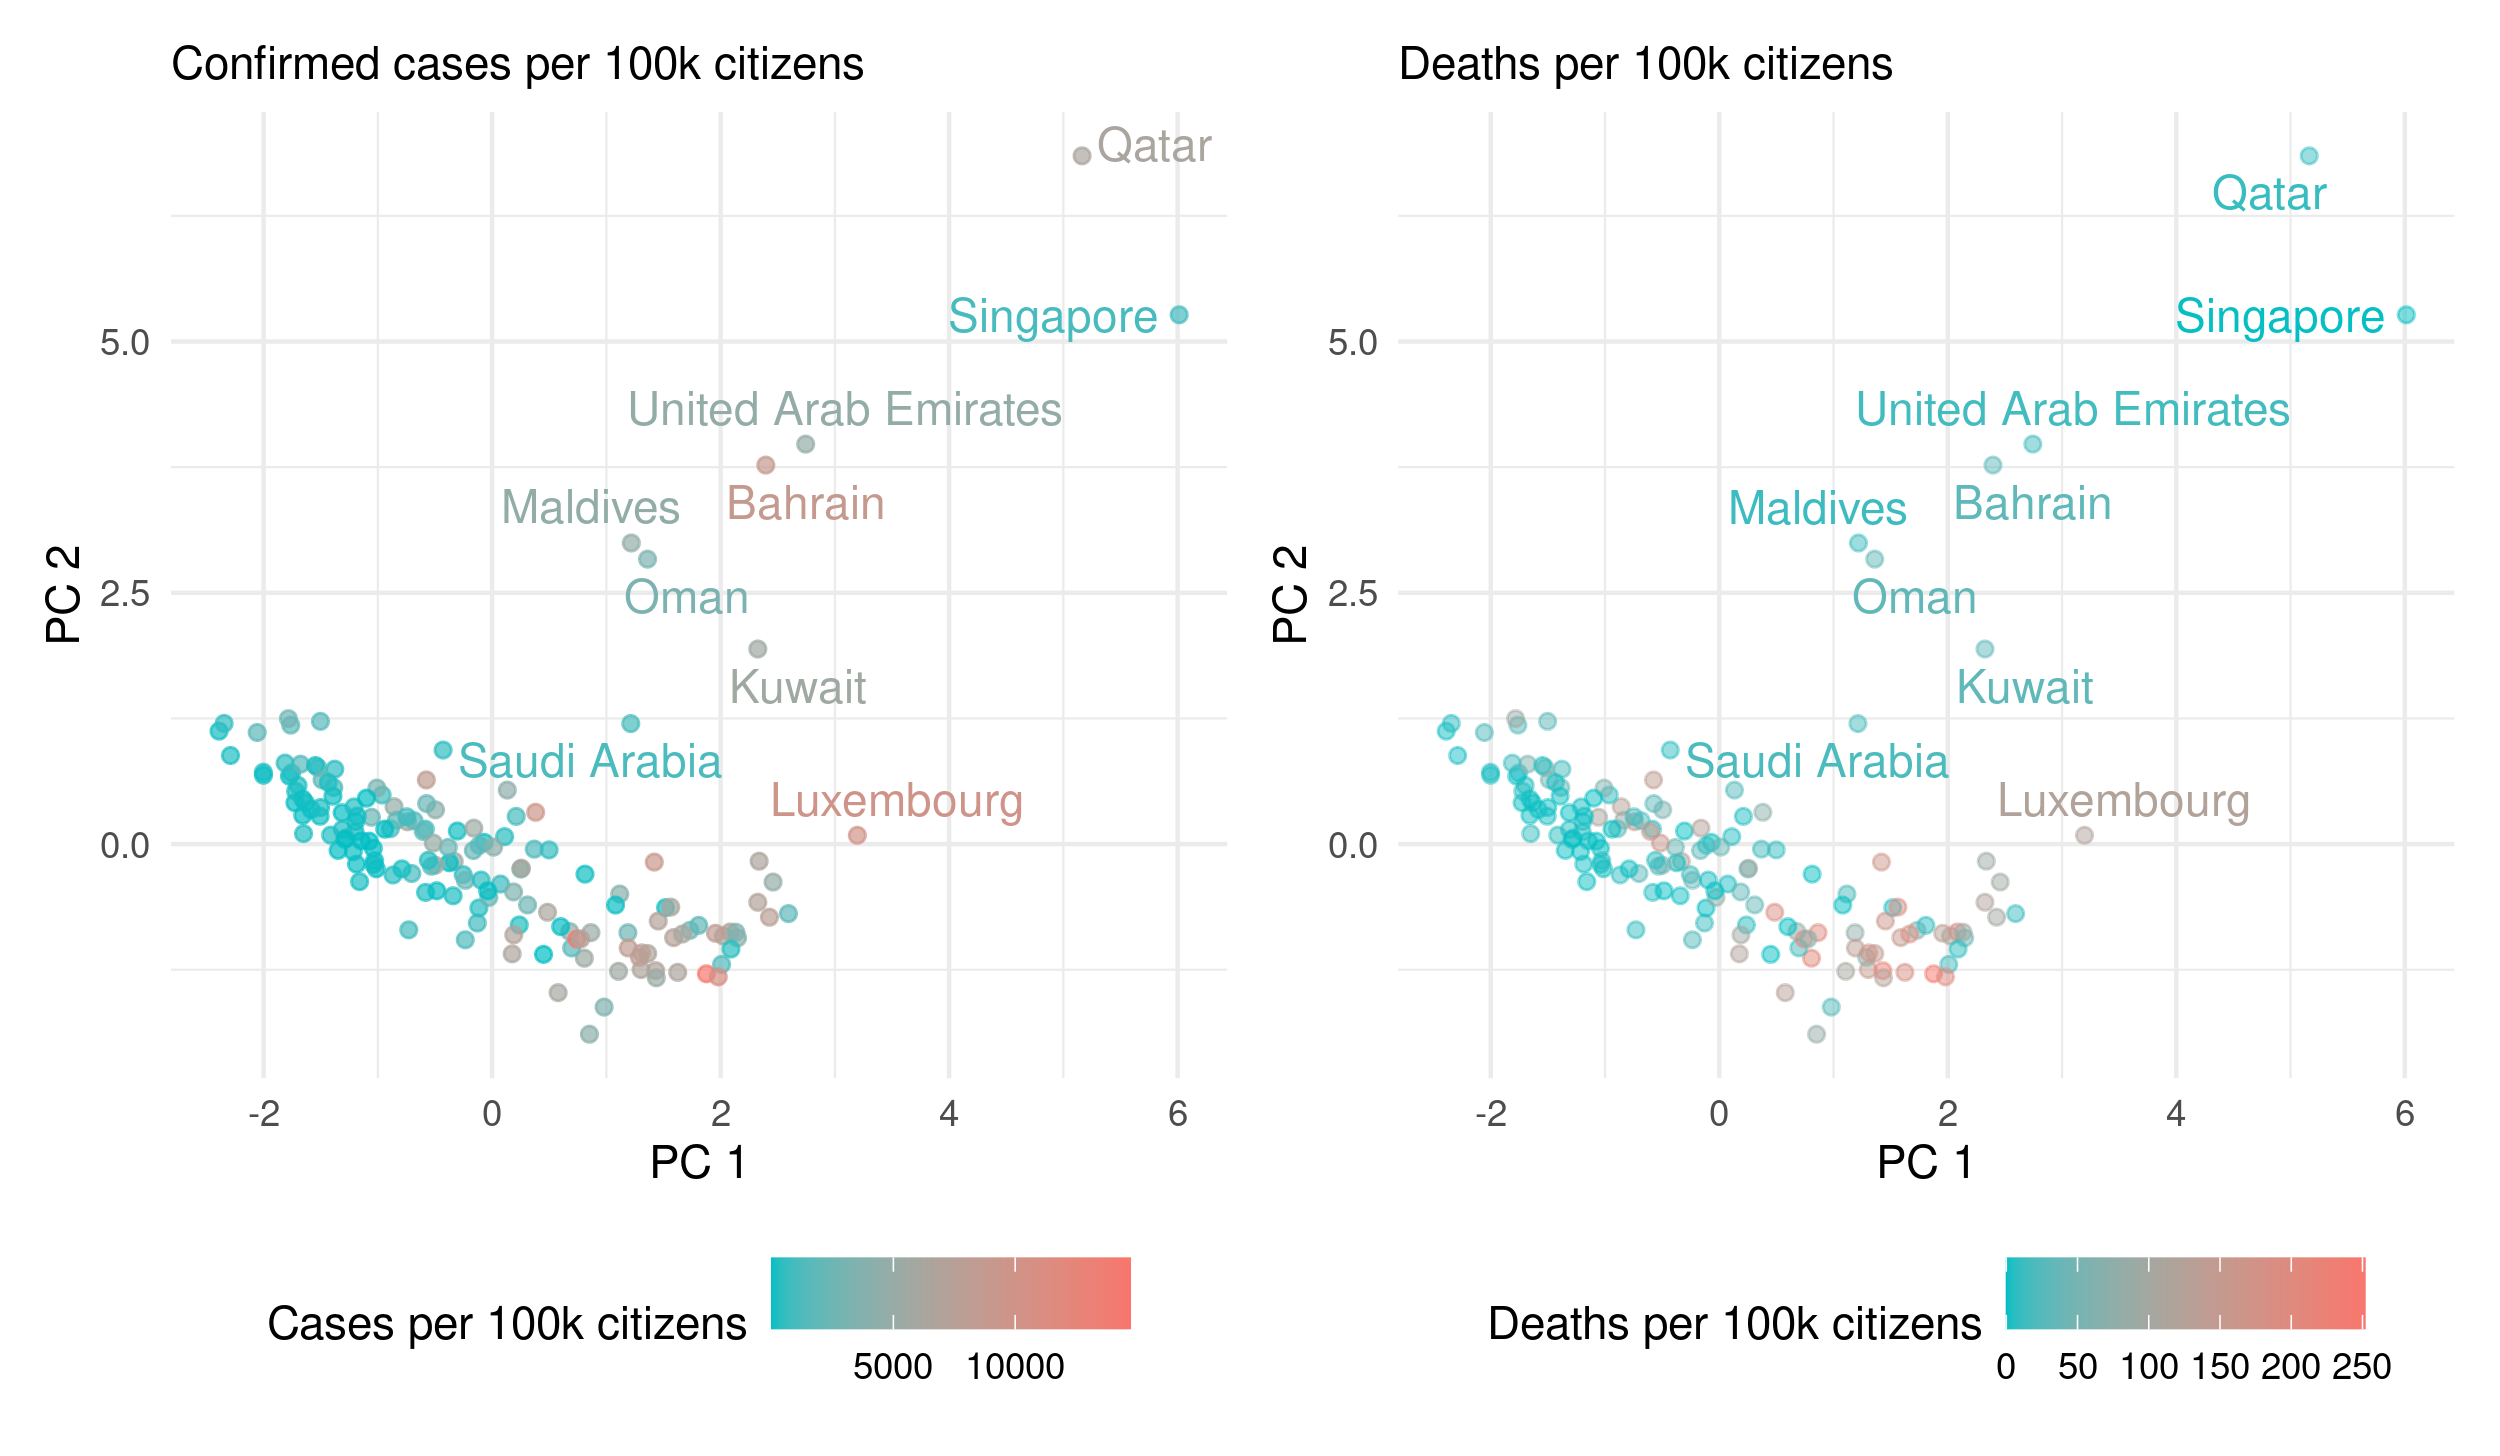 Confirmed cases per 100k citizens
Qatar
Singapore
United Arab Emirates
Bahrain
Maldives
Oman
Kuwait
Saudi Arabia
Luxembourg
5.0
2.5
0.0
PC 2
-2 0 2 4 6
PC 1
Cases per 100k citizens
5000 10000
Deaths per 100k citizens
Qatar
Singapore
United Arab Emirates
Bahrain
Maldives
Oman
Kuwait
Saudi Arabia
Luxembourg
5.0
2.5
0.0
PC 2
-2 0 2 4 6
PC 1
Deaths per 100k citizens
0 50 100 150 200 250